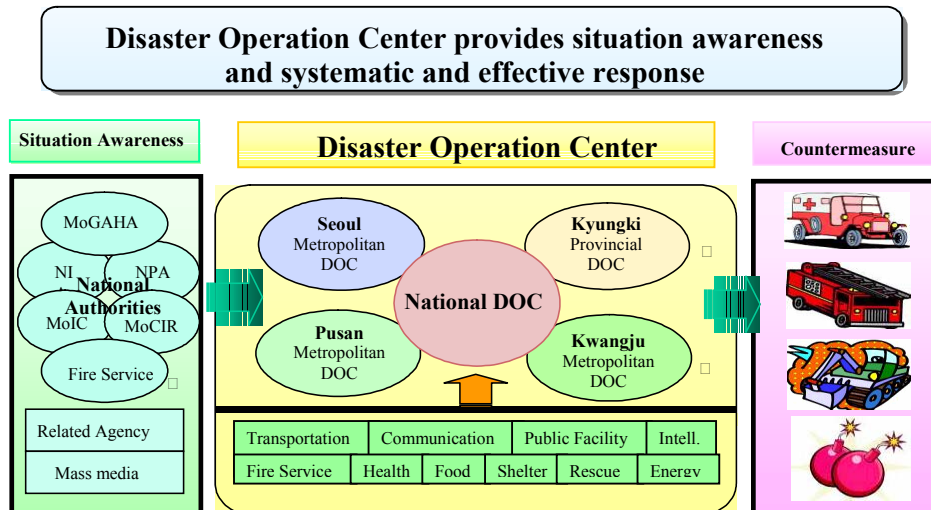 Disaster Operation Center provides situation awareness
and systematic and effective response
Situation Awareness
Disaster Operation Center
Countermeasure
MoGAHA
NI
NPA
National
Authorities
MoIC
MoCIR
Fire Service
Related Agency
Mass media
Seoul
Metropolitan
DOC
Kyungki
Provincial
DOC
National DOC
Pusan
Metropolitan
DOC
Kwangju
Metropolitan
DOC
Transportation
Communication
Public Facility
Intell.
Fire Service
Health
Food
Shelter
Rescue
Energy